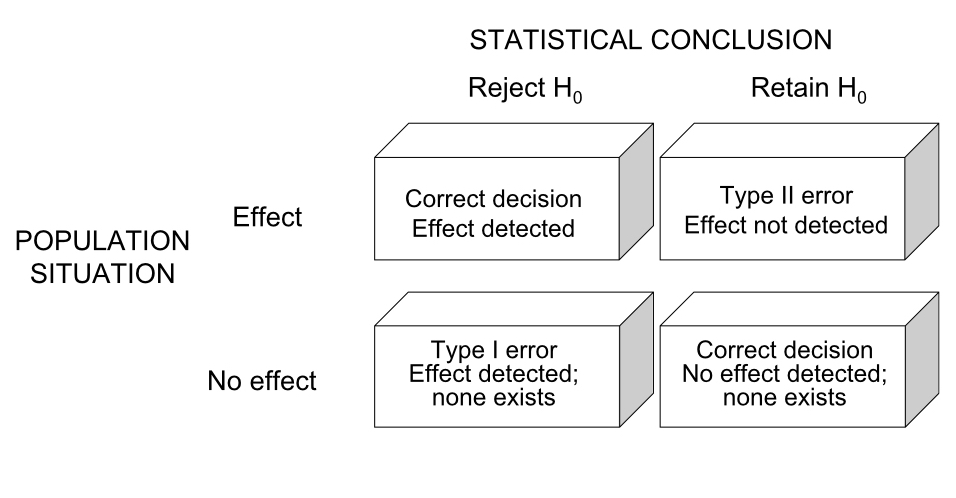 STATISTICAL CONCLUSION
Reject H₀
Retain H₀
Effect
Correct decision
Effect detected
Type II error
Effect not detected
POPULATION
SITUATION
No effect
Type I error
Effect detected;
none exists
Correct decision
No effect detected;
none exists